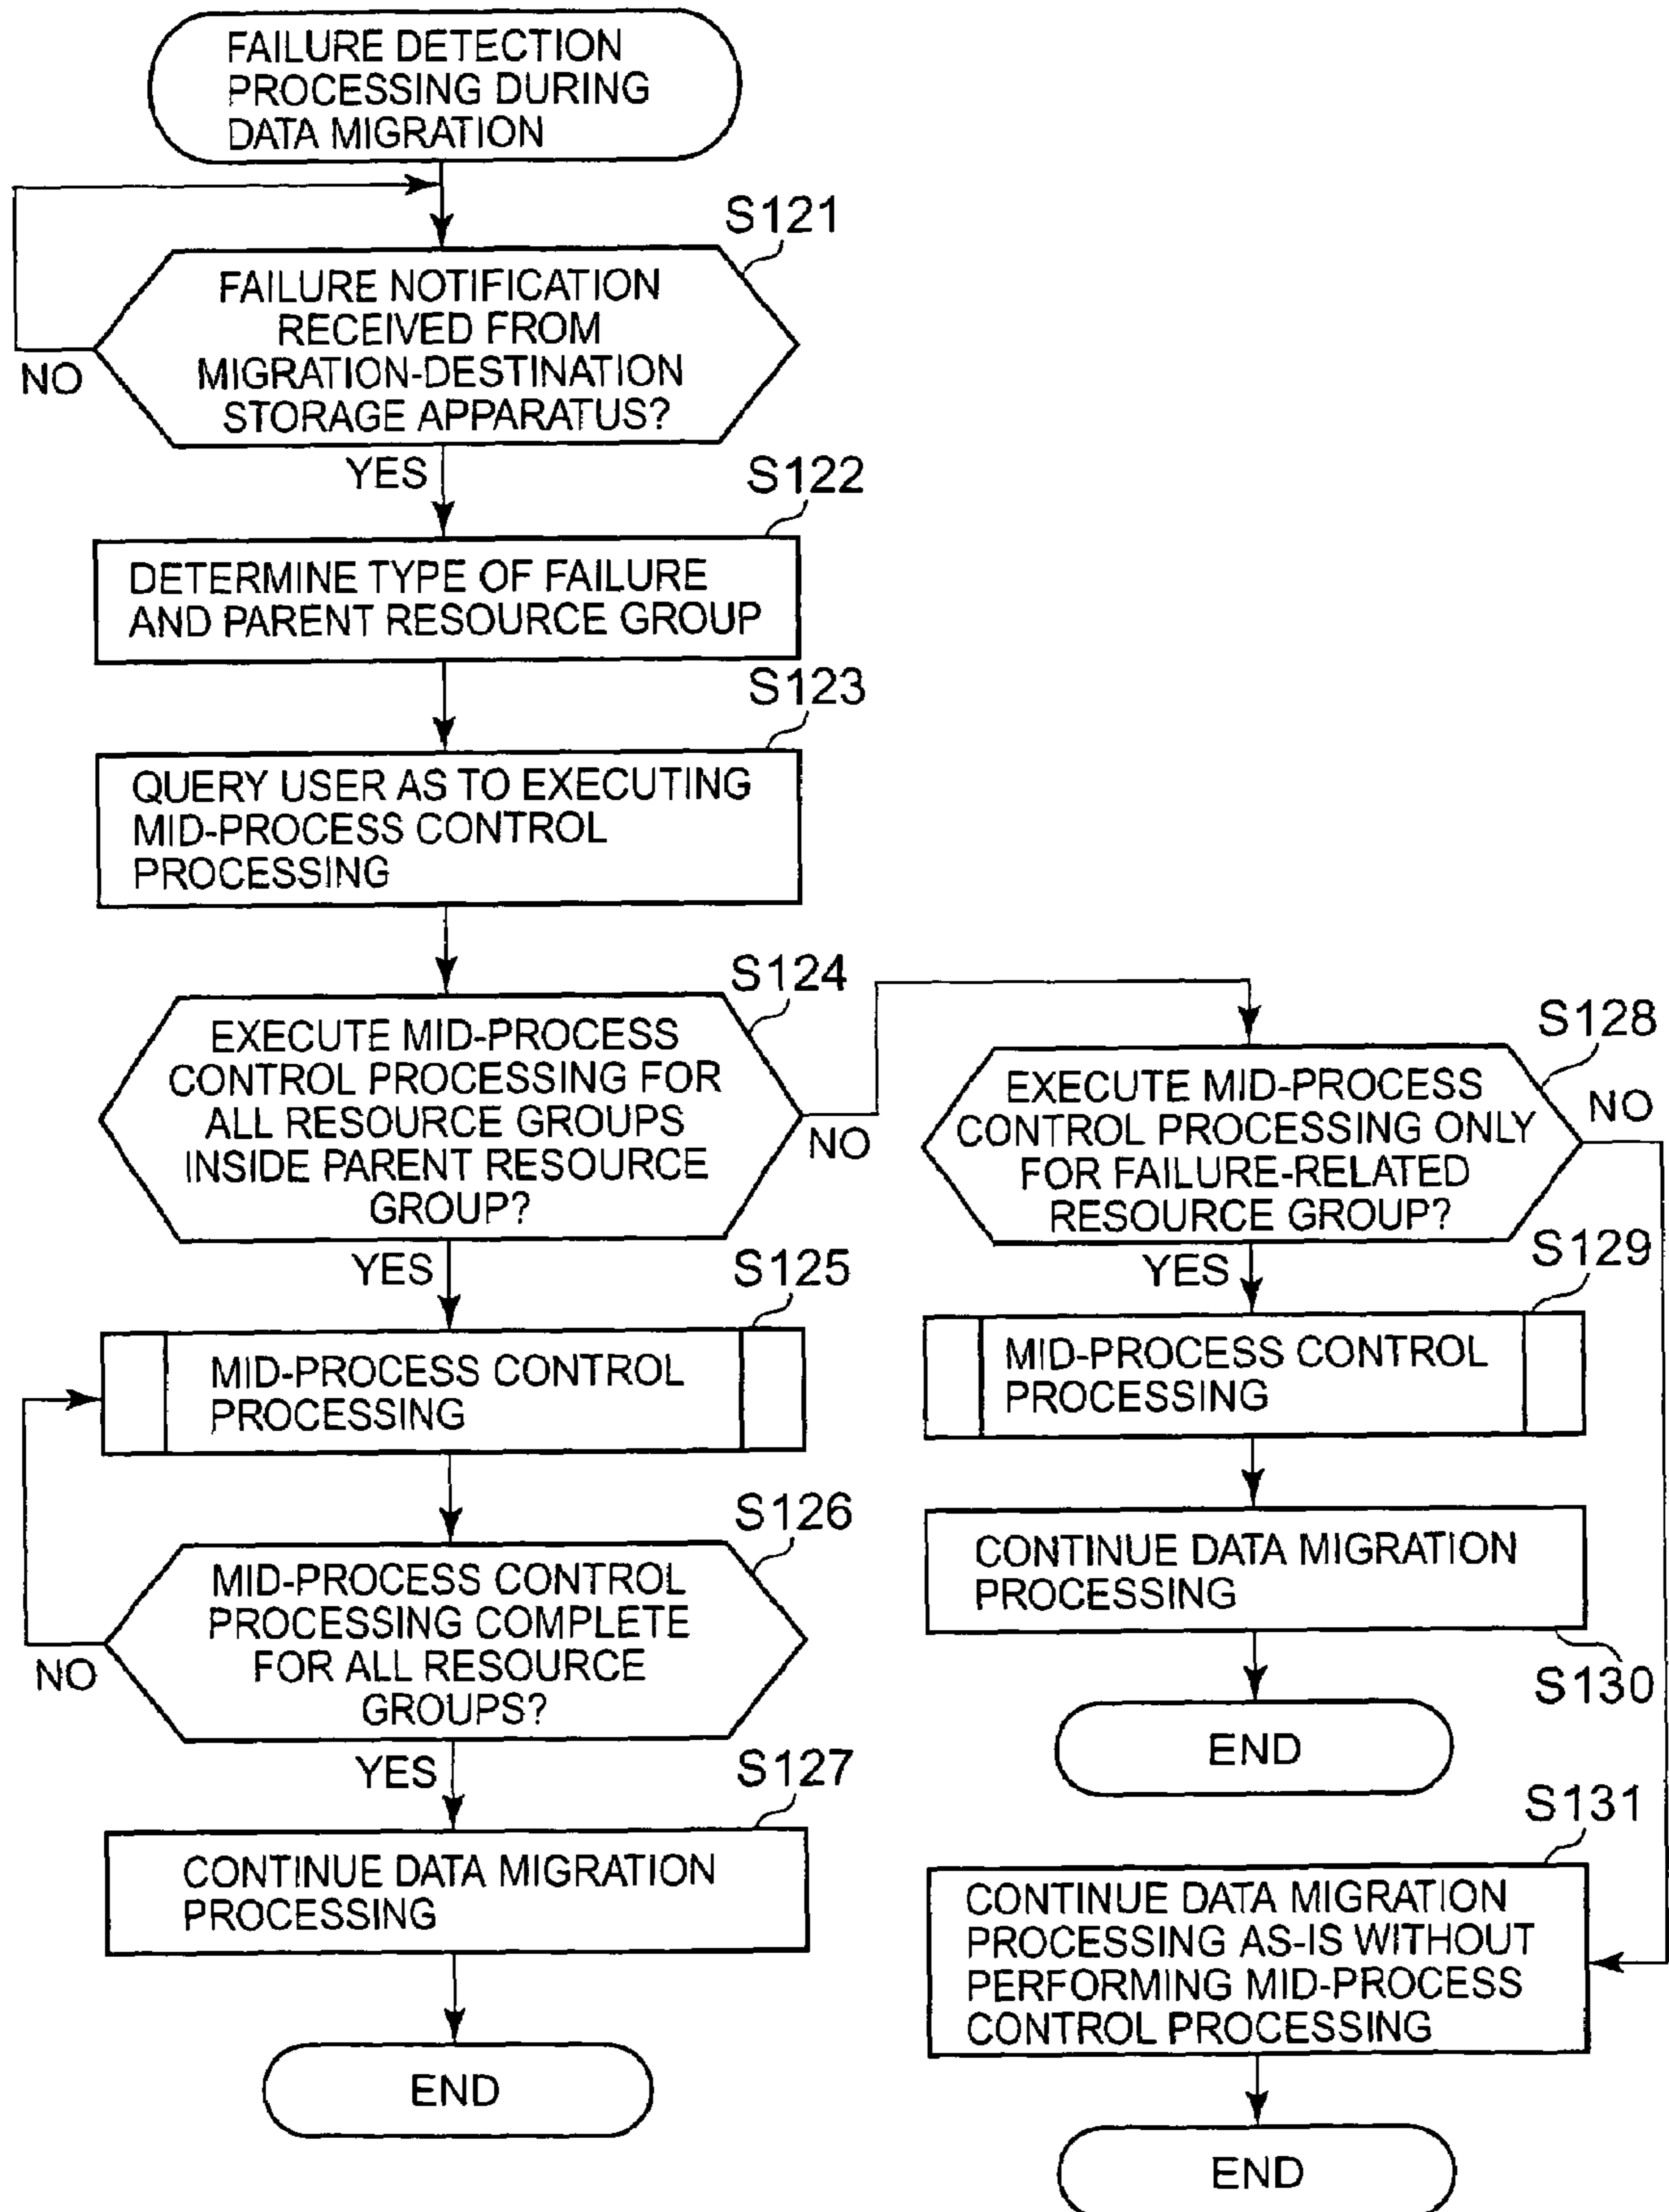 FAILURE DETECTION
PROCESSING DURING
DATA MIGRATION
S121
FAILURE NOTIFICATION
RECEIVED FROM
MIGRATION-DESTINATION
STORAGE APPARATUS?
NO
YES
S122
DETERMINE TYPE OF FAILURE
AND PARENT RESOURCE GROUP
S123
QUERY USER AS TO EXECUTING
MID-PROCESS CONTROL
PROCESSING
S124
EXECUTE MID-PROCESS
CONTROL PROCESSING FOR
ALL RESOURCE GROUPS
INSIDE PARENT RESOURCE
GROUP?
NO
YES
S125
MID-PROCESS CONTROL
PROCESSING
S126
MID-PROCESS CONTROL
PROCESSING COMPLETE
FOR ALL RESOURCE
GROUPS?
NO
YES
S127
CONTINUE DATA MIGRATION
PROCESSING
END
S128
EXECUTE MID-PROCESS
CONTROL PROCESSING ONLY
FOR FAILURE-RELATED
RESOURCE GROUP?
NO
YES
S129
MID-PROCESS CONTROL
PROCESSING
CONTINUE DATA MIGRATION
PROCESSING
S130
END
S131
CONTINUE DATA MIGRATION
PROCESSING AS-IS WITHOUT
PERFORMING MID-PROCESS
CONTROL PROCESSING
END